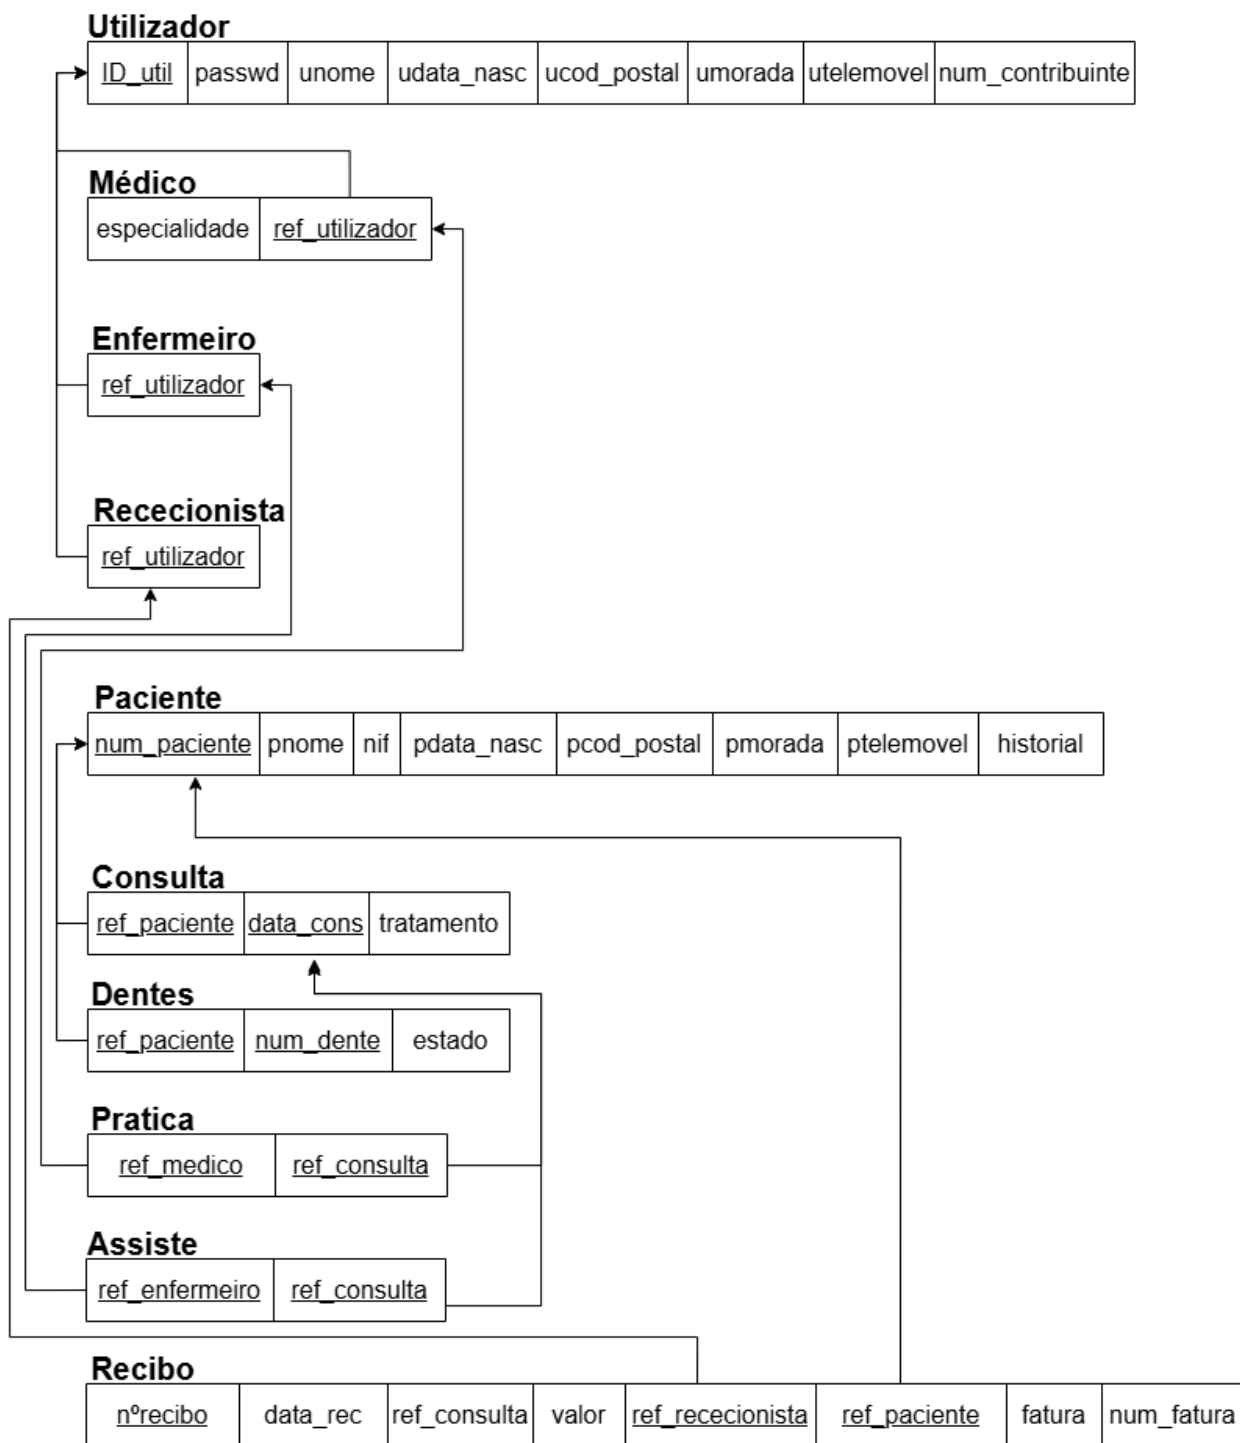 Utilizador
ID_util passwd unome udata_nasc ucod_postal umorada utelemovel num_contribuinte
Médico
especialidade ref_utilizador
Enfermeiro
ref_utilizador
Rececionista
ref_utilizador
Paciente
num_paciente pnome nif pdata_nasc pcod_postal pmorada ptelemovel historial
Consulta
ref_paciente data_cons tratamento
Dentes
ref_paciente num_dente estado
Pratica
ref_medico ref_consulta
Assiste
ref_enfermeiro ref_consulta
Recibo
nºrecibo data_rec ref_consulta valor ref_rececionista ref_paciente fatura num_fatura